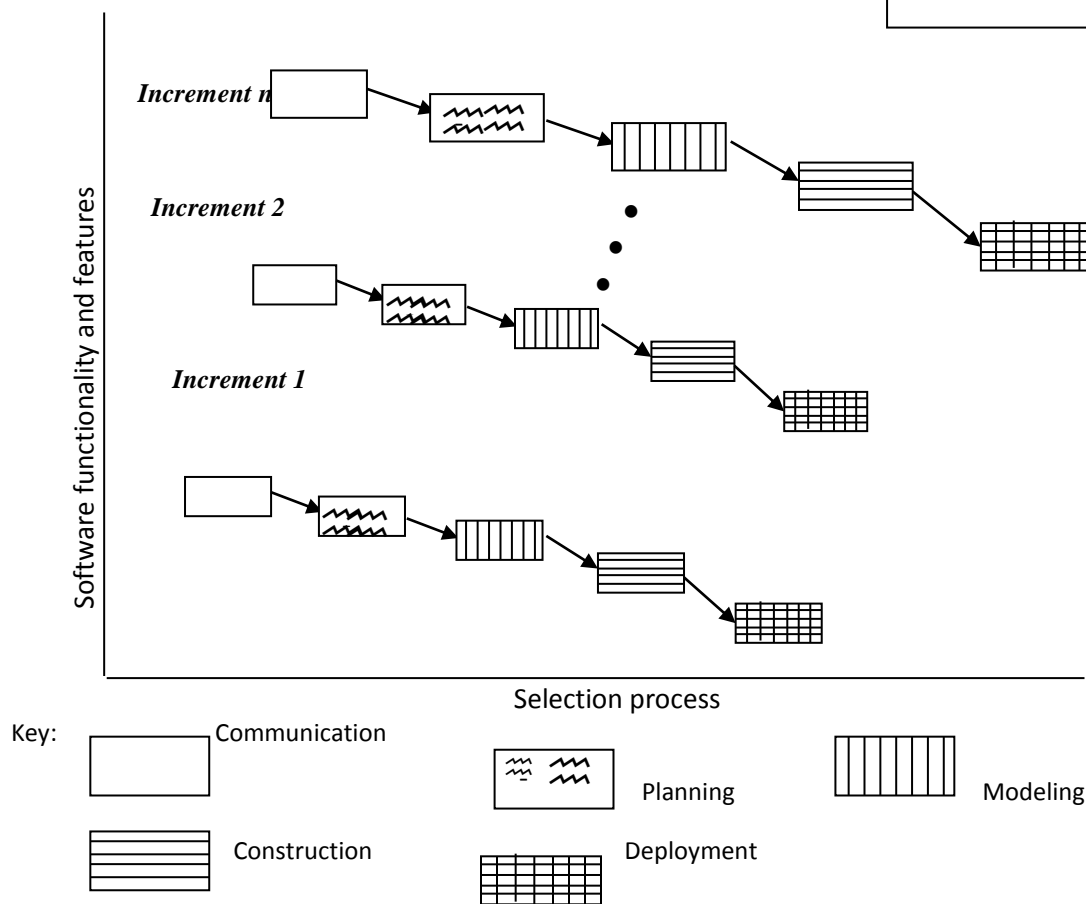 Increment n
Increment 2
Increment 1
Software functionality and features
Selection process
Key:
Communication
Planning
Modeling
Construction
Deployment